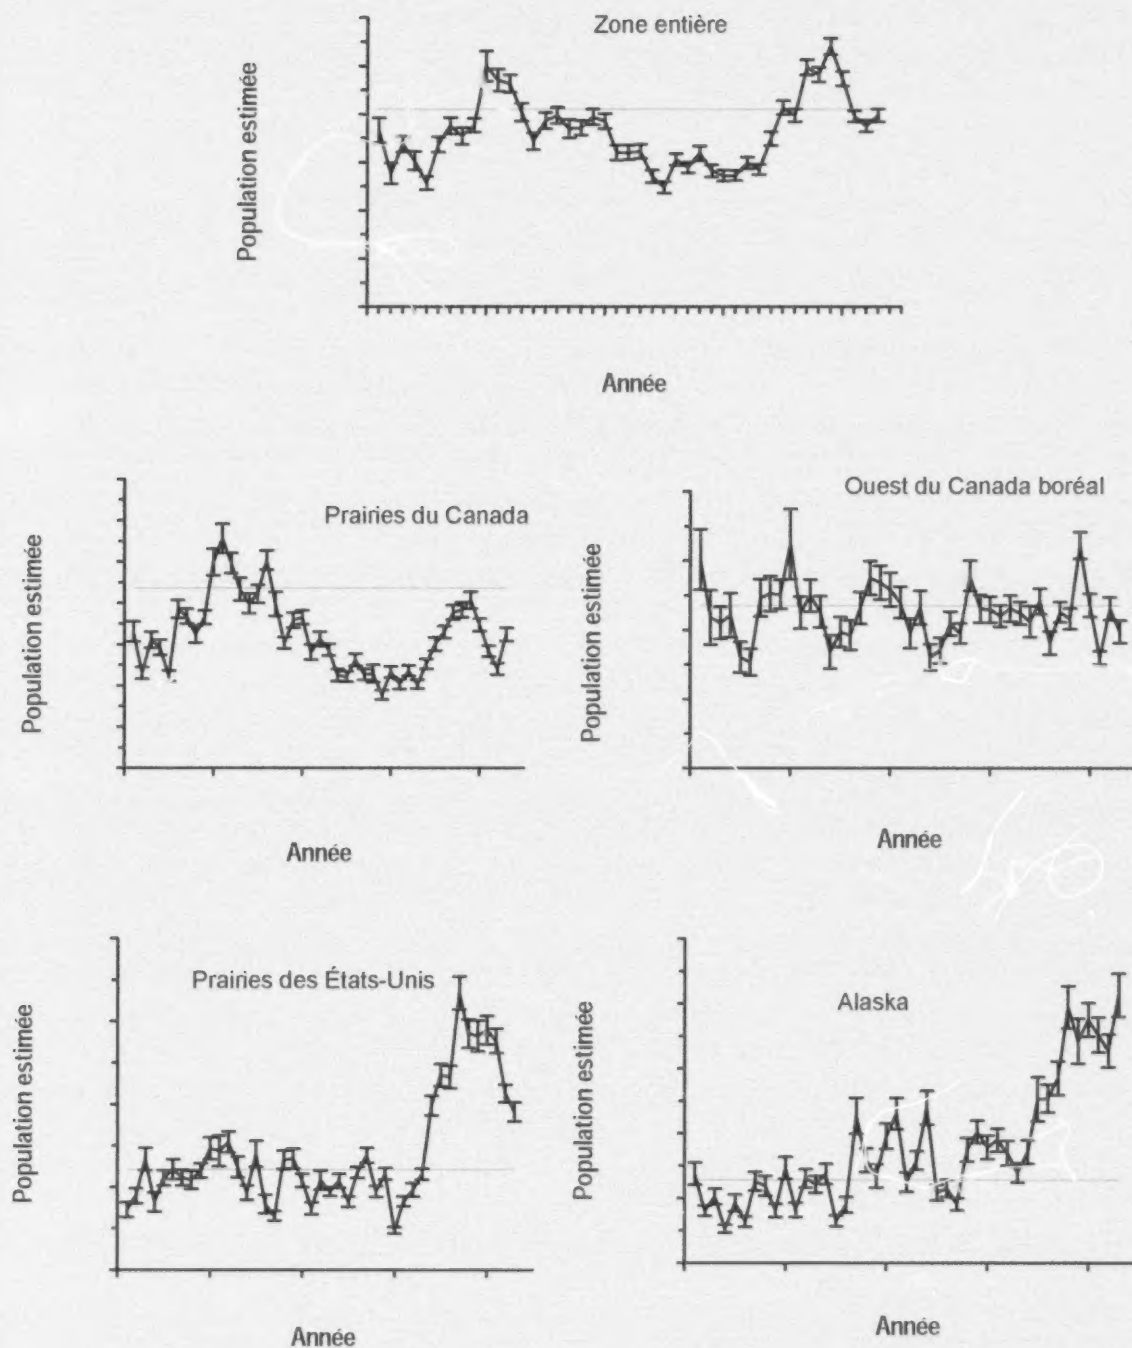 Zone entière
Population estimée
Année
Prairies du Canada
Population estimée
Année
Ouest du Canada boréal
Population estimée
Année
Prairies des États-Unis
Population estimée
Année
Alaska
Population estimée
Année